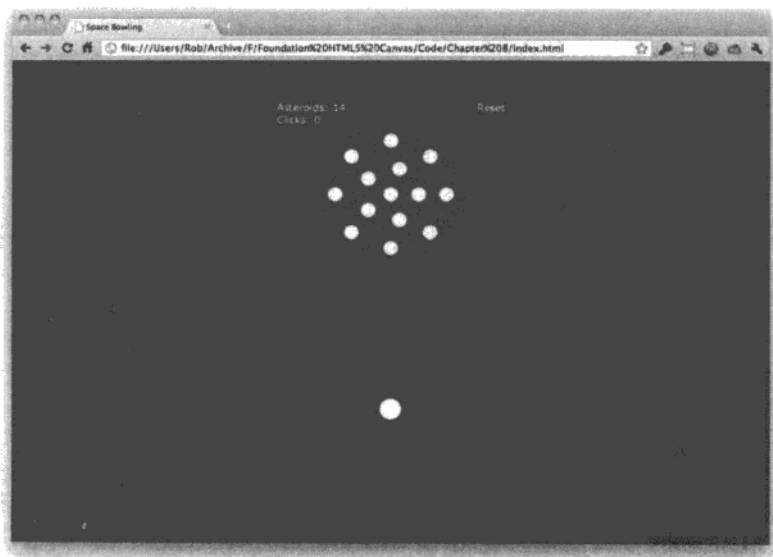 Space Bowling
file:///Users/Rob/Archive/F/Foundation%20HTML5%20Canvas/Code/Chapter%208/index.html
Asteroids: 14
Reset
Clicks: 0